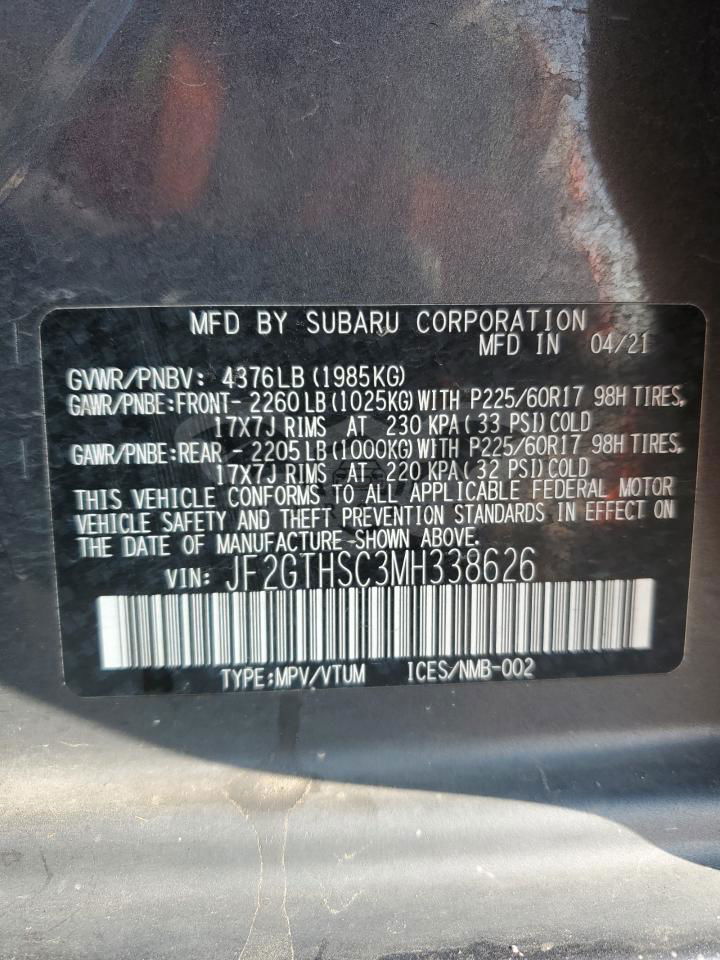 MFD BY SUBARU CORPORATION
MFD IN 04/21
GVWR/PNBV: 4376LB (1985KG)
GAWR/PNBE:FRONT- 2260LB (1025KG) WITH P225/60R17 98H TIRES,
17X7J RIMS AT 230 KPA ( 33 PSI) COLD
GAWR/PNBE:REAR - 2205LB (1000KG) WITH P225/60R17 98H TIRES,
17X7J RIMS AT 220 KPA ( 32 PSI) COLD
THIS VEHICLE CONFORMS TO ALL APPLICABLE FEDERAL MOTOR
VEHICLE SAFETY AND THEFT PREVENTION STANDARDS IN EFFECT ON
THE DATE OF MANUFACTURE SHOWN ABOVE.
VIN: JF2GTHSC3MH338626
TYPE:MPV/VTUM ICES/NMB-002